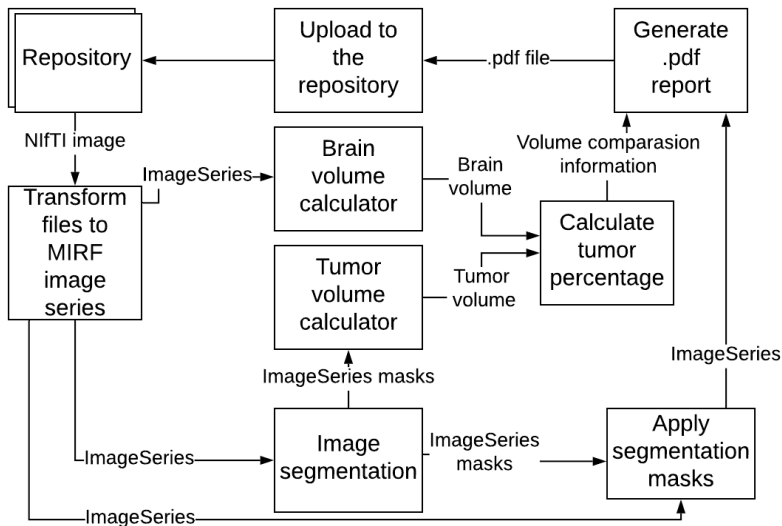 Repository
Upload to
the
repository
.pdf file
Generate
.pdf
report
NIfTI image
ImageSeries
Brain
volume
calculator
Brain
volume
Volume comparasion
information
Transform
files to
MIRF
image
series
Calculate
tumor
percentage
Tumor
volume
calculator
Tumor
volume
ImageSeries
ImageSeries masks
ImageSeries
Image
segmentation
ImageSeries
masks
Apply
segmentation
masks
ImageSeries